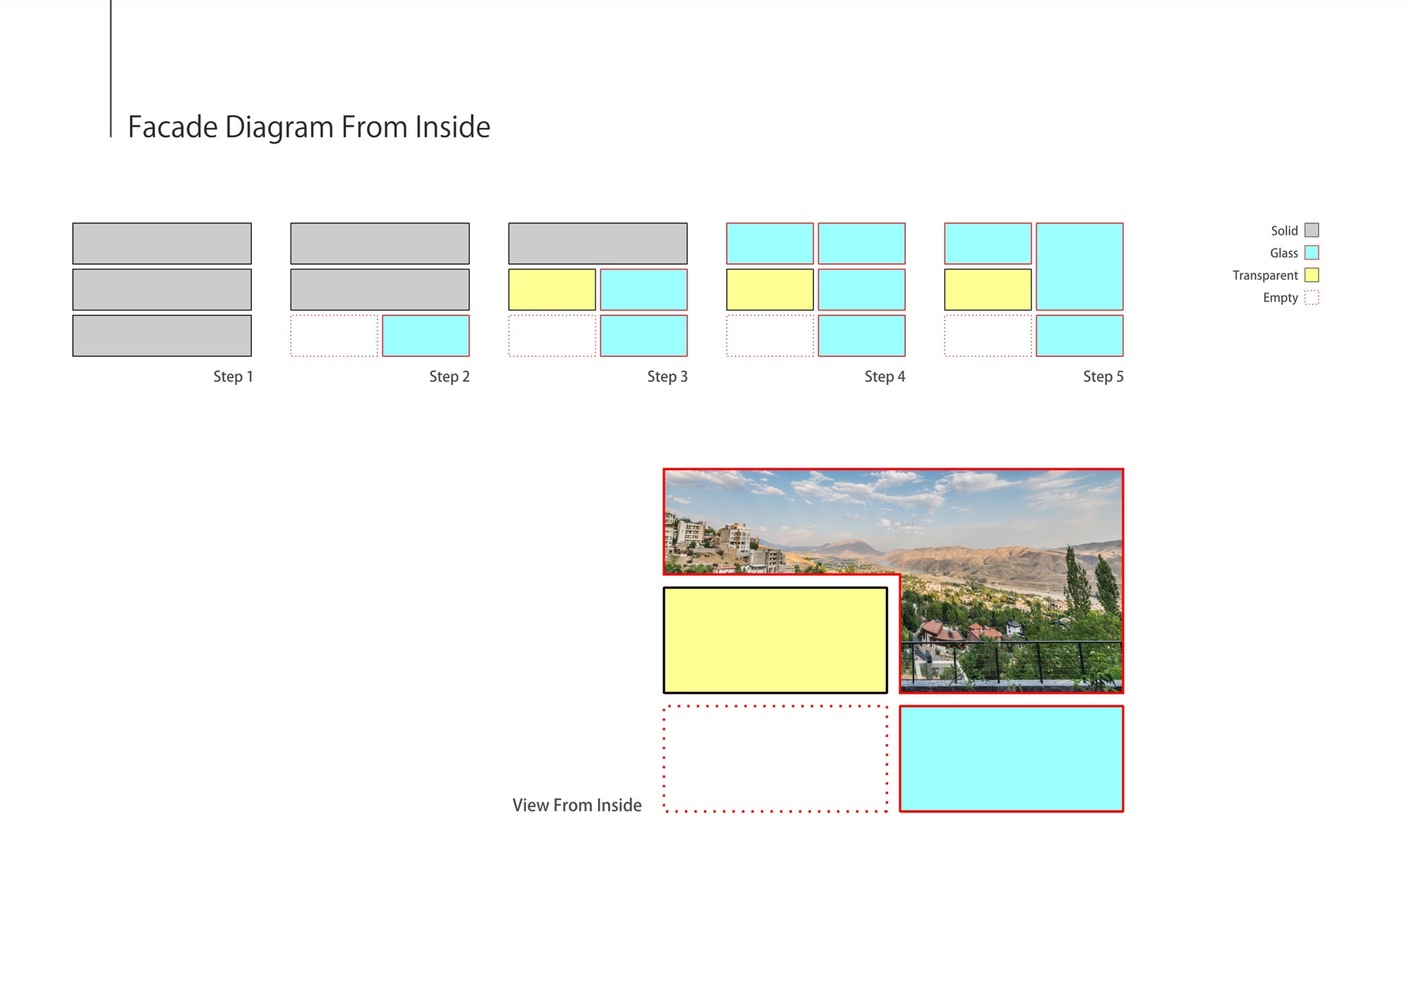 Facade Diagram From Inside
Step 1
Step 2
Step 3
Step 4
Step 5
Solid
Glass
Transparent
Empty
View From Inside